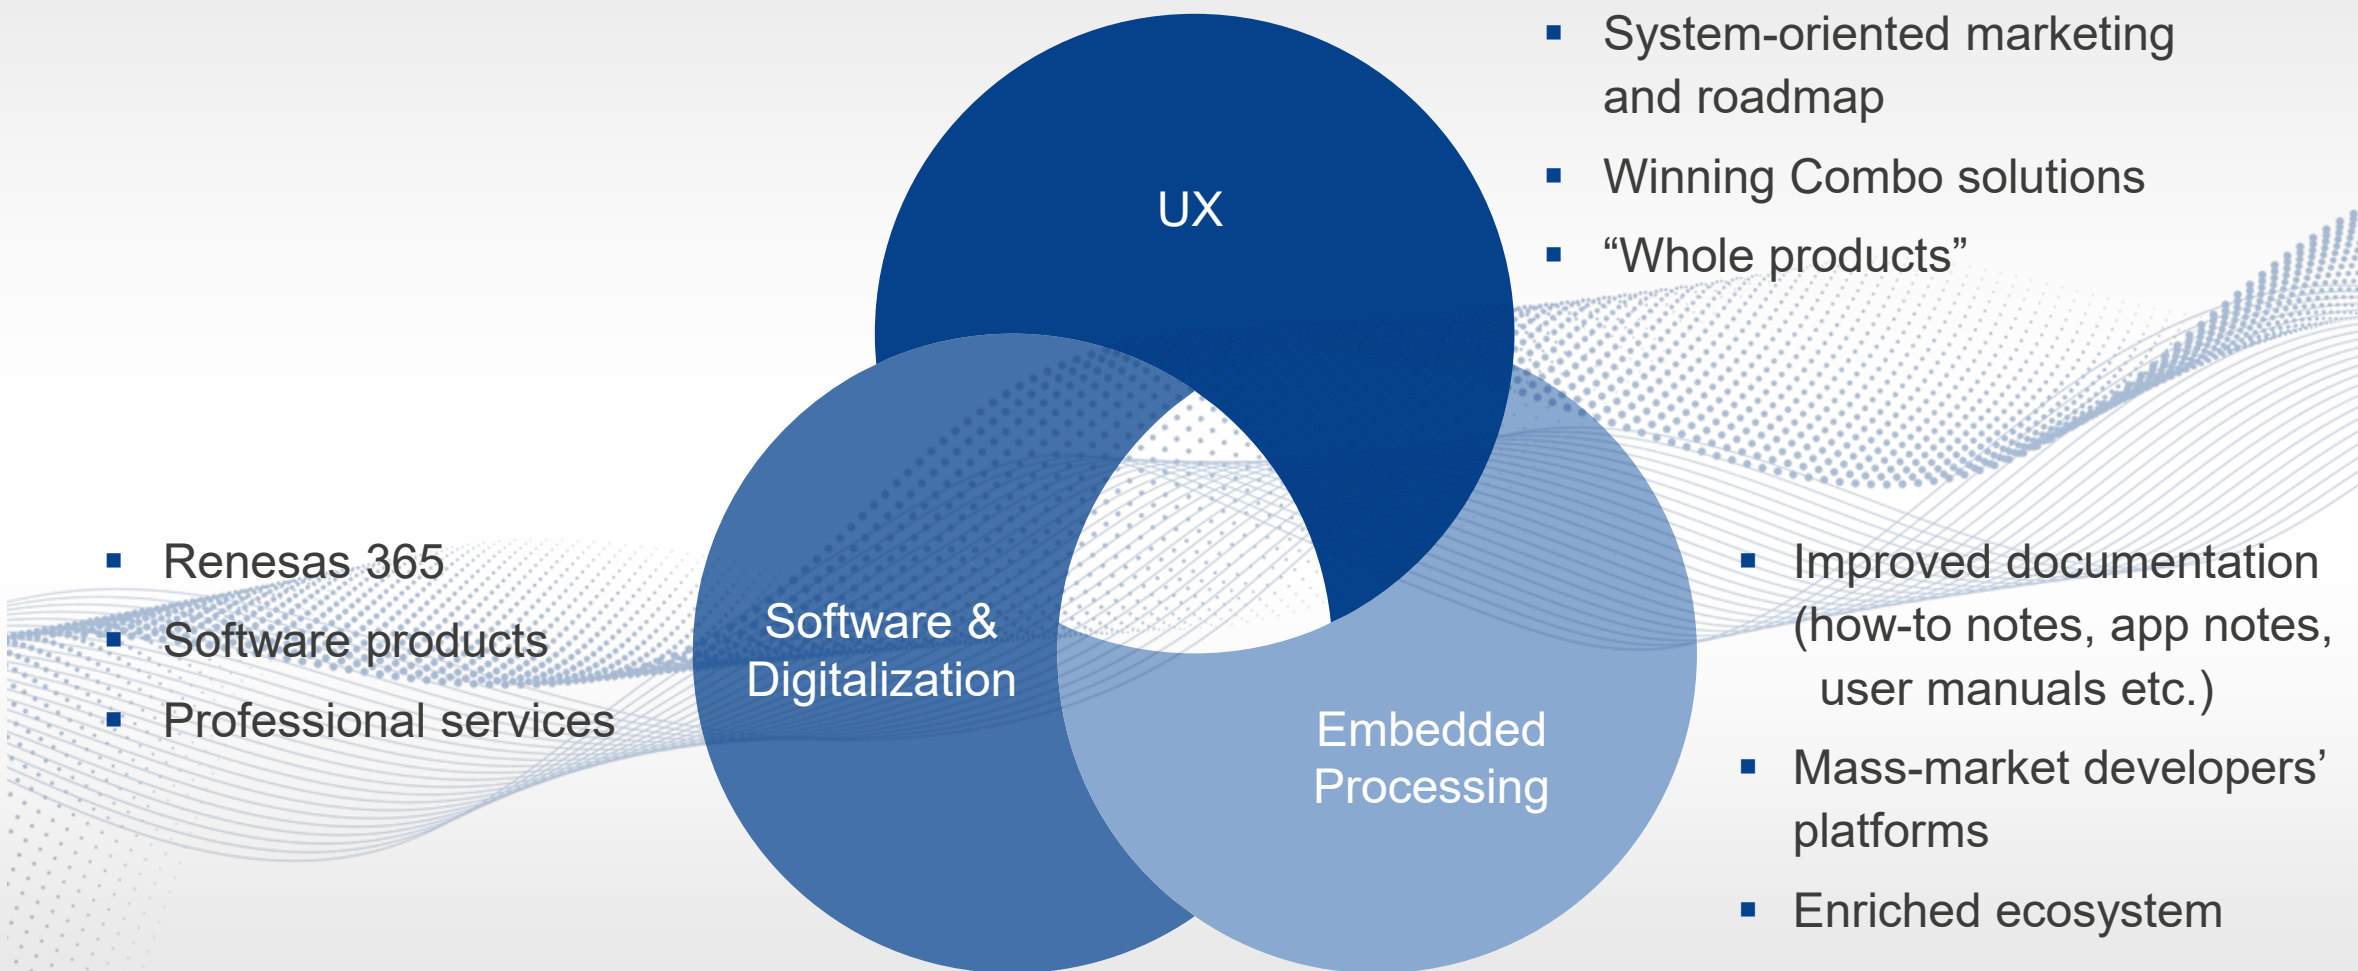 UX
▪ System-oriented marketing
and roadmap
▪ Winning Combo solutions
▪ “Whole products”
▪ Renesas 365
▪ Software products
▪ Professional services
Software &
Digitalization
Embedded
Processing
▪ Improved documentation
(how-to notes, app notes,
user manuals etc.)
▪ Mass-market developers’
platforms
▪ Enriched ecosystem